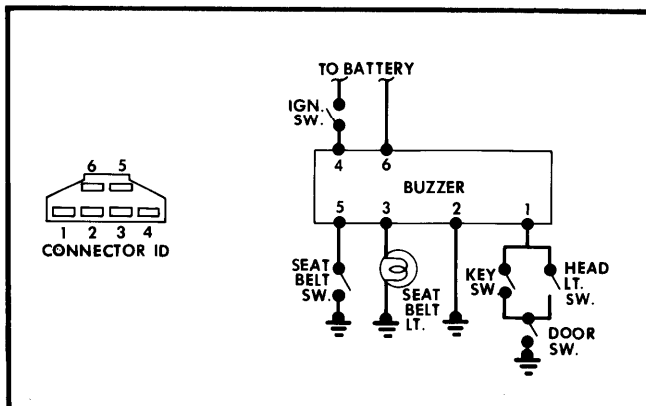 TO BATTERY
IGN.
SW.
4 6
BUZZER
5 3 2 1
6 5
1 2 3 4
CONNECTOR ID
SEAT
BELT
SW.
SEAT
BELT
LT.
KEY
SW.
HEAD
LT.
SW.
DOOR
SW.